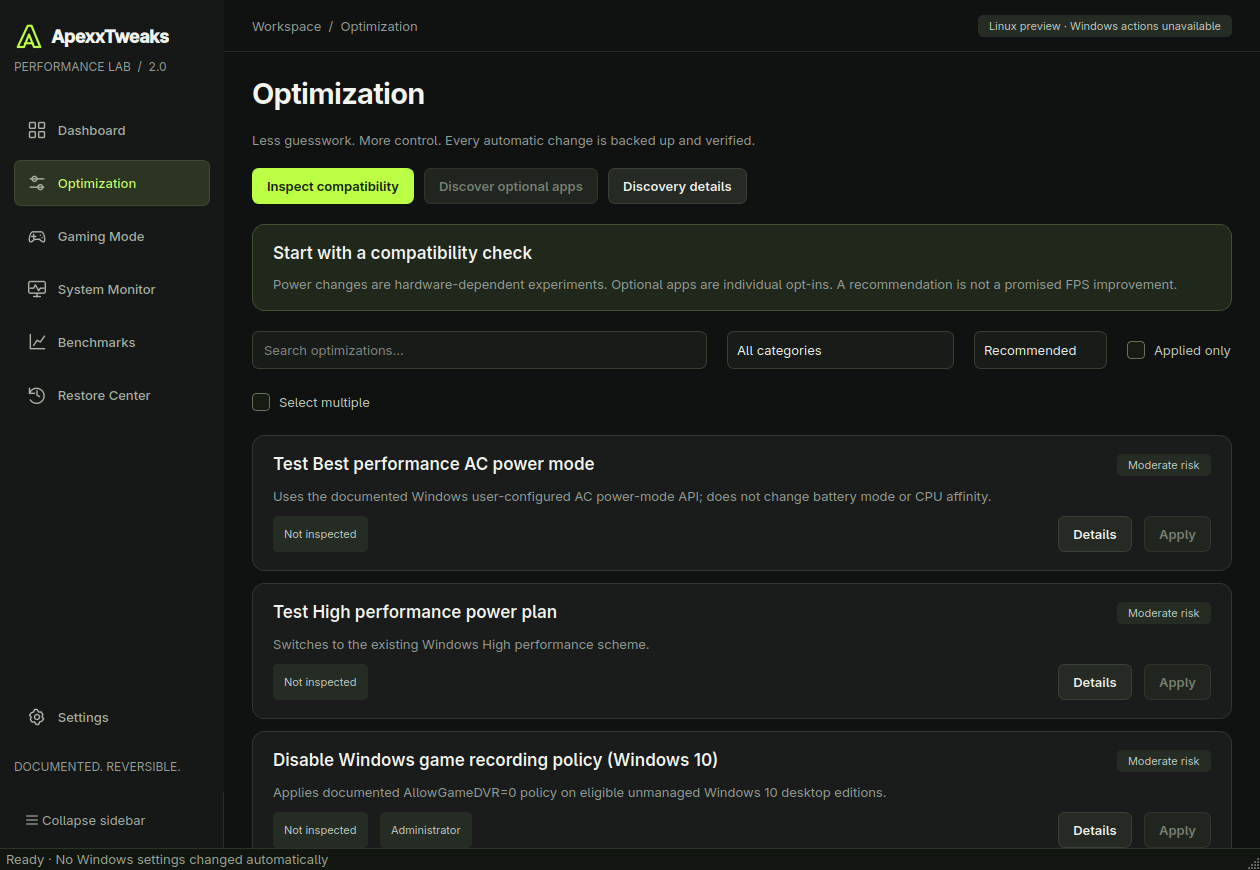 ApexxTweaks
PERFORMANCE LAB / 2.0
Dashboard
Optimization
Gaming Mode
System Monitor
Benchmarks
Restore Center
Settings
DOCUMENTED. REVERSIBLE.
Collapse sidebar
Workspace / Optimization
Linux preview · Windows actions unavailable
Optimization
Less guesswork. More control. Every automatic change is backed up and verified.
Inspect compatibility
Discover optional apps
Discovery details
Start with a compatibility check
Power changes are hardware-dependent experiments. Optional apps are individual opt-ins. A recommendation is not a promised FPS improvement.
Search optimizations...
All categories
Recommended
Applied only
Select multiple
Test Best performance AC power mode
Moderate risk
Uses the documented Windows user-configured AC power-mode API; does not change battery mode or CPU affinity.
Not inspected
Details
Apply
Test High performance power plan
Moderate risk
Switches to the existing Windows High performance scheme.
Not inspected
Details
Apply
Disable Windows game recording policy (Windows 10)
Moderate risk
Applies documented AllowGameDVR=0 policy on eligible unmanaged Windows 10 desktop editions.
Not inspected
Administrator
Details
Apply
Ready · No Windows settings changed automatically